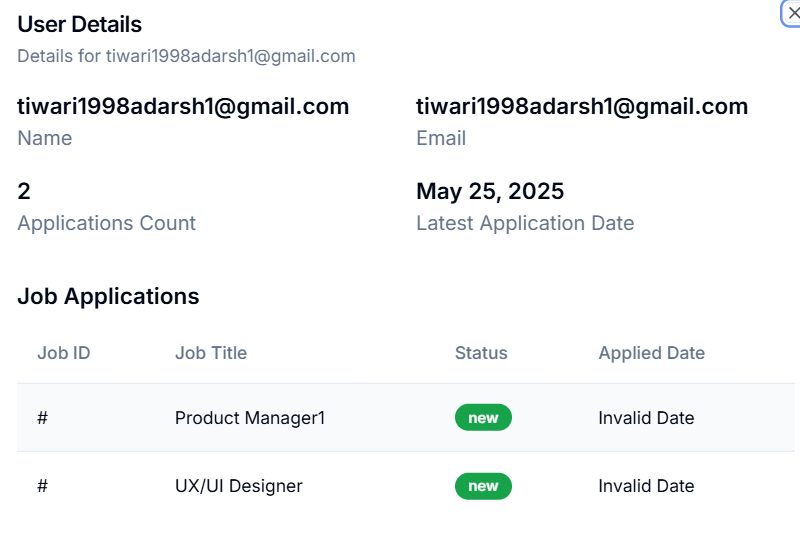 User Details
Details for tiwari1998adarsh1@gmail.com
tiwari1998adarsh1@gmail.com tiwari1998adarsh1@gmail.com
Name Email
2 May 25, 2025
Applications Count Latest Application Date
Job Applications
Job ID Job Title Status Applied Date
# Product Manager1 new Invalid Date
# UX/UI Designer new Invalid Date